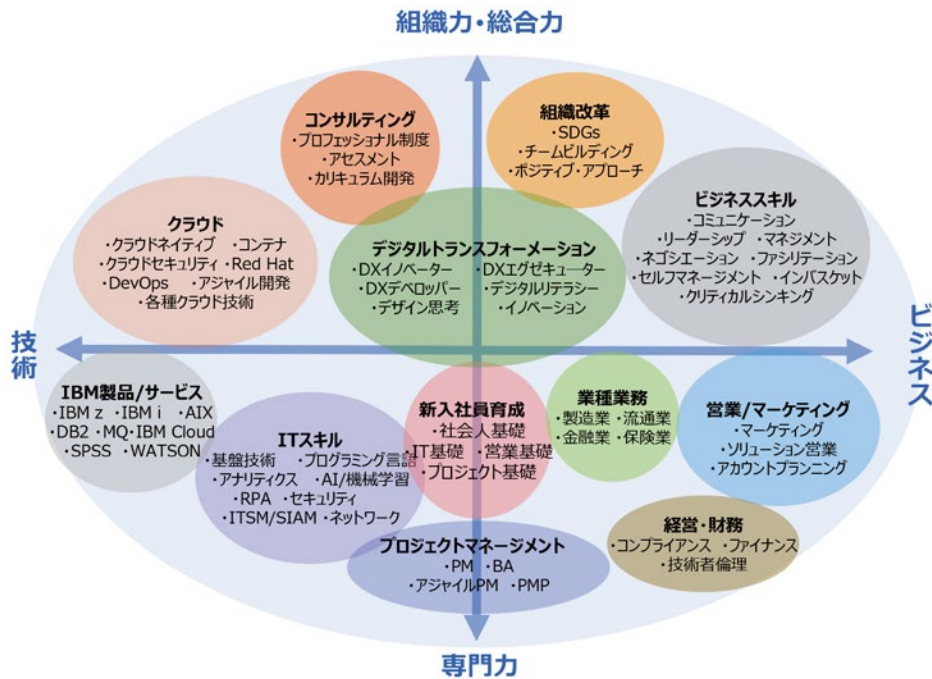 組織力・総合力
コンサルティング
・プロフェッショナル制度
・アセスメント
・カリキュラム開発
組織改革
・SDGs
・チームビルディング
・ポジティブ・アプローチ
クラウド
・クラウドネイティブ ・コンテナ
・クラウドセキュリティ ・Red Hat
・DevOps ・アジャイル開発
・各種クラウド技術
デジタルトランスフォーメーション
・DXイノベーター ・DXエグゼキューター
・DXデベロッパー ・デジタルリテラシー
・デザイン思考 ・イノベーション
ビジネススキル
・コミュニケーション
・リーダーシップ ・マネジメント
・ネゴシエーション ・ファシリテーション
・セルフマネージメント ・インバスケット
・クリティカルシンキング
技術
ビジネス
IBM製品/サービス
・IBM z ・IBM i ・AIX
・DB2 ・MQ・IBM Cloud
・SPSS ・WATSON
ITスキル
・基盤技術 ・プログラミング言語
・アナリティクス ・AI/機械学習
・RPA ・セキュリティ
・ITSM/SIAM ・ネットワーク
新入社員育成
・社会人基礎
・IT基礎 ・営業基礎
・プロジェクト基礎
業種業務
・製造業 ・流通業
・金融業 ・保険業
営業/マーケティング
・マーケティング
・ソリューション営業
・アカウントプランニング
プロジェクトマネージメント
・PM ・BA
・アジャイルPM ・PMP
経営・財務
・コンプライアンス ・ファイナンス
・技術者倫理
専門力